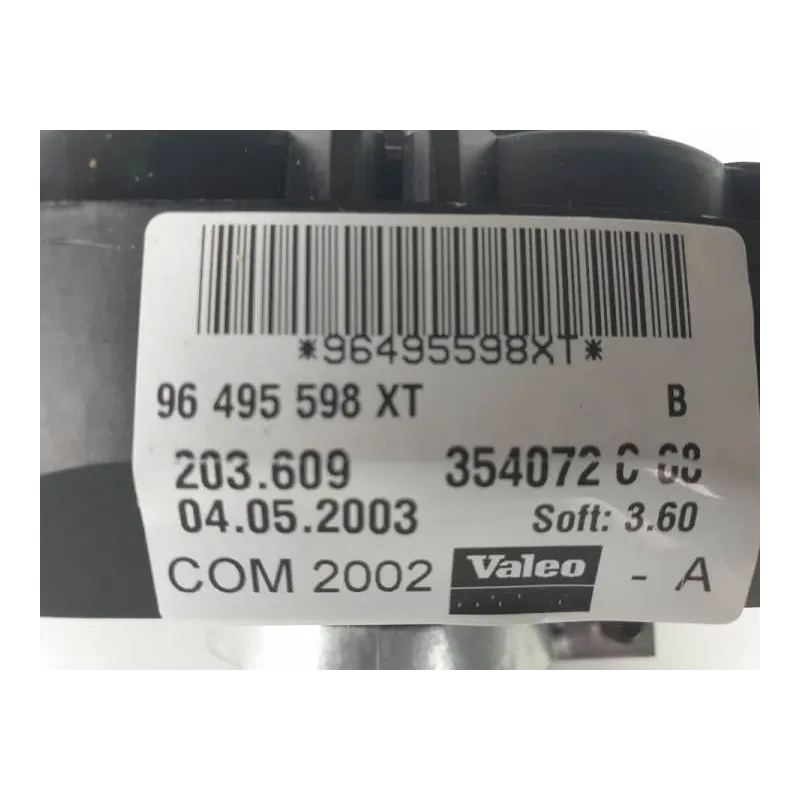 *96495598XT*
96 495 598 XT B
203.609 354072
04.05.2003 Soft: 3.60
COM 2002 Valeo - A